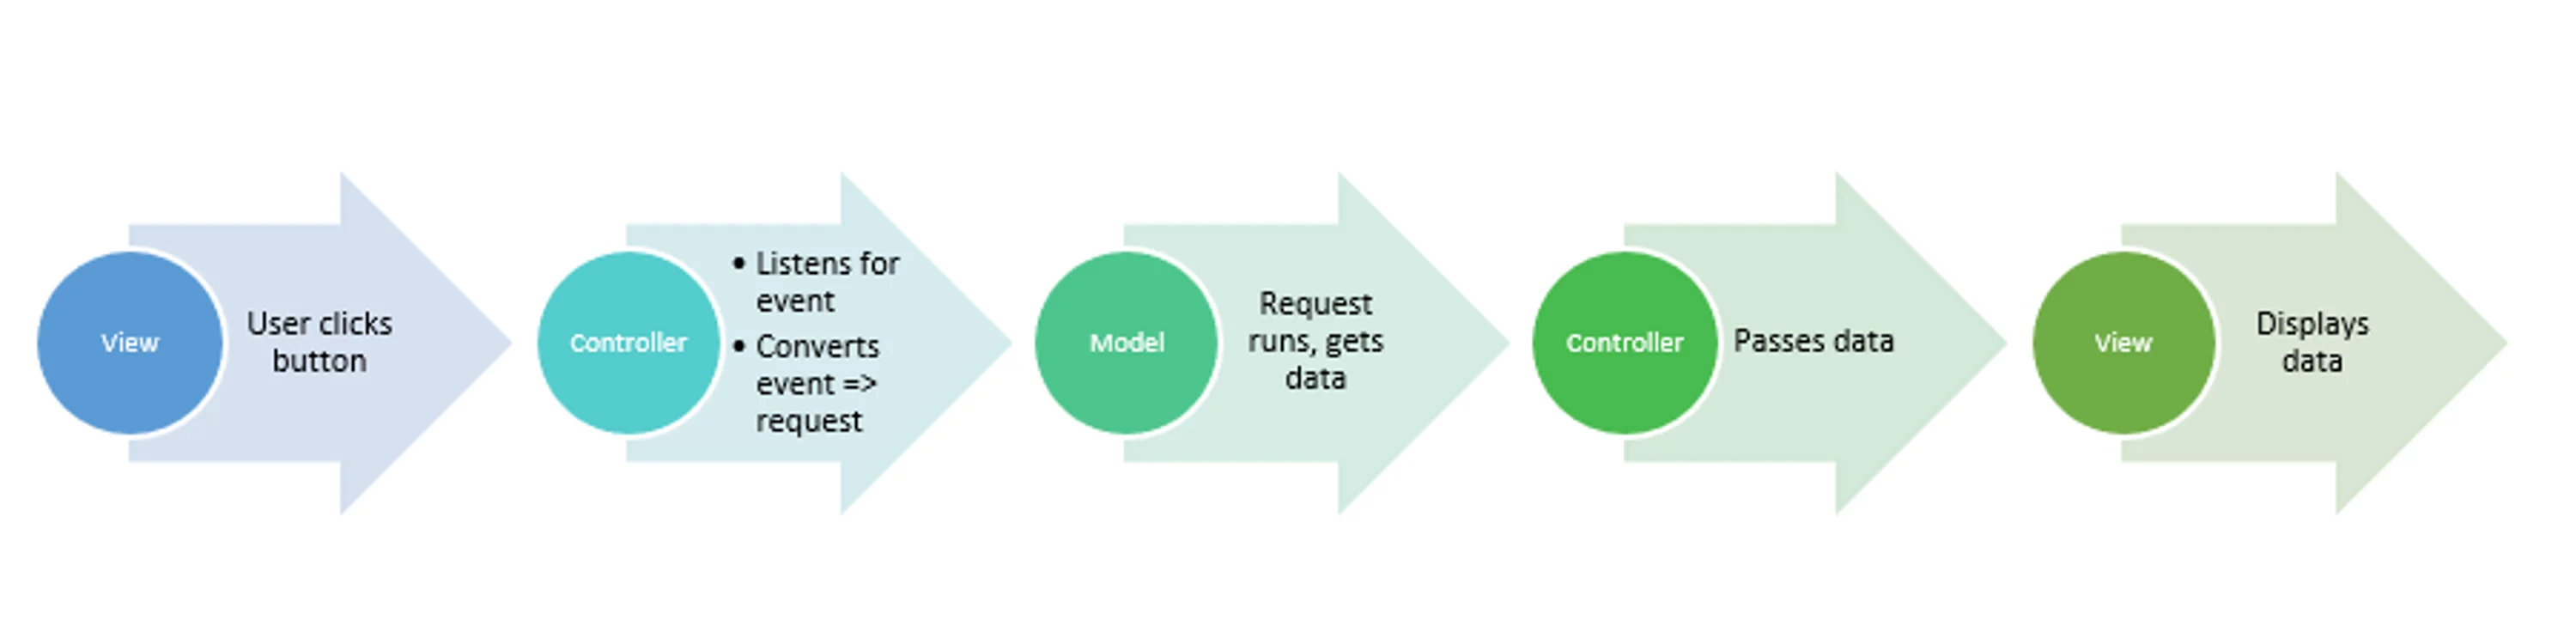 View
User clicks
button
Controller
• Listens for
event
• Converts
event =>
request
Model
Request
runs, gets
data
Controller
Passes data
View
Displays
data